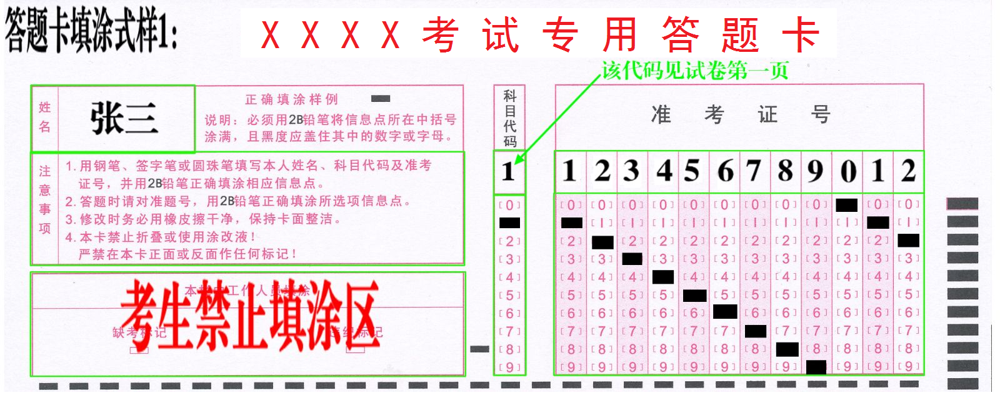 答题卡填涂式样1：
XXXX考试专用答题卡
该代码见试卷第一页
姓名
张三
正确填涂样例
说明：必须用2B铅笔将信息点所在中括号
涂满，且黑度应盖住其中的数字或字母。
注意事项
1.用钢笔、签字笔或圆珠笔填写本人姓名、科目代码及准考
证号，并用2B铅笔正确填涂相应信息点。
2.答题时请对准题号，用2B铅笔正确填涂所选项信息点。
3.修改时务必用橡皮擦干净，保持卡面整洁。
4.本卡禁止折叠或使用涂改液！
严禁在本卡正面或反面作任何标记！
考生禁止填涂区
缺考标记
标记
科目代码
1
[0]
[2]
[3]
[4]
[5]
[6]
[7]
[8]
[9]
准考证号
1 2 3 4 5 6 7 8 9 0 1 2
[0] [0] [0] [0] [0] [0] [0] [0] [0] [0] [0]
[1] [1] [1] [1] [1] [1] [1] [1] [1] [1]
[2] [2] [2] [2] [2] [2] [2] [2] [2] [2]
[3] [3] [3] [3] [3] [3] [3] [3] [3] [3] [3]
[4] [4] [4] [4] [4] [4] [4] [4] [4] [4] [4]
[5] [5] [5] [5] [5] [5] [5] [5] [5] [5] [5]
[6] [6] [6] [6] [6] [6] [6] [6] [6] [6] [6]
[7] [7] [7] [7] [7] [7] [7] [7] [7] [7] [7]
[8] [8] [8] [8] [8] [8] [8] [8] [8] [8] [8]
[9] [9] [9] [9] [9] [9] [9] [9] [9] [9] [9]